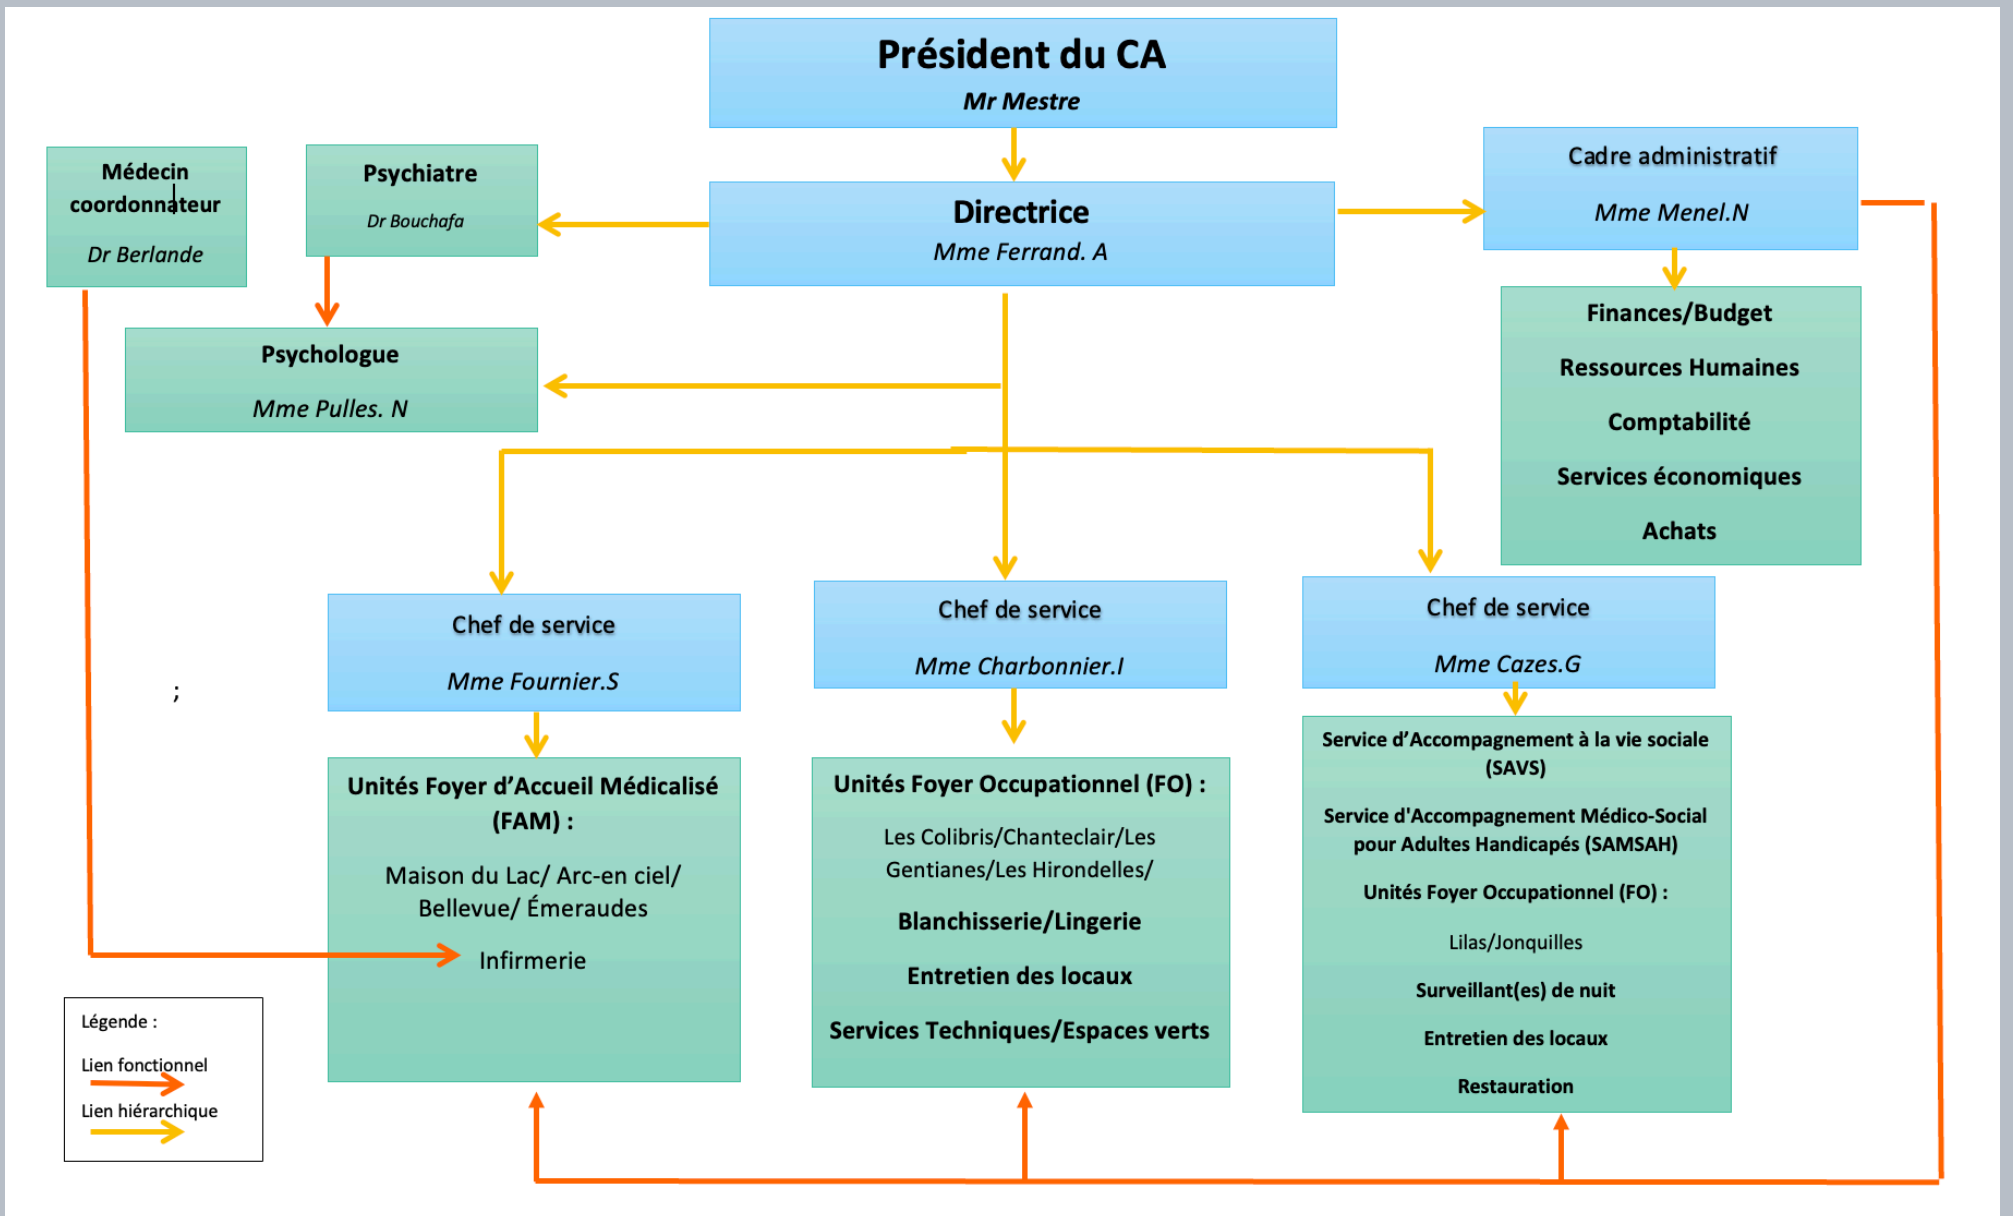 Président du CA
Mr Mestre
Médecin
coordonnateur
Dr Berlande
Psychiatre
Dr Bouchafa
Directrice
Mme Ferrand. A
Cadre administratif
Mme Menel.N
Psychologue
Mme Pulles. N
Finances/Budget
Ressources Humaines
Comptabilité
Services économiques
Achats
Chef de service
Mme Fournier.S
Chef de service
Mme Charbonnier.I
Chef de service
Mme Cazes.G
;
Unités Foyer d’Accueil Médicalisé
(FAM) :
Maison du Lac/ Arc-en ciel/
Bellevue/ Émeraudes
Infirmerie
Unités Foyer Occupationnel (FO) :
Les Colibris/Chanteclair/Les
Gentianes/Les Hirondelles/
Blanchisserie/Lingerie
Entretien des locaux
Services Techniques/Espaces verts
Service d’Accompagnement à la vie sociale
(SAVS)
Service d'Accompagnement Médico-Social
pour Adultes Handicapés (SAMSAH)
Unités Foyer Occupationnel (FO) :
Lilas/Jonquilles
Surveillant(es) de nuit
Entretien des locaux
Restauration
Légende :
Lien fonctionnel
Lien hiérarchique